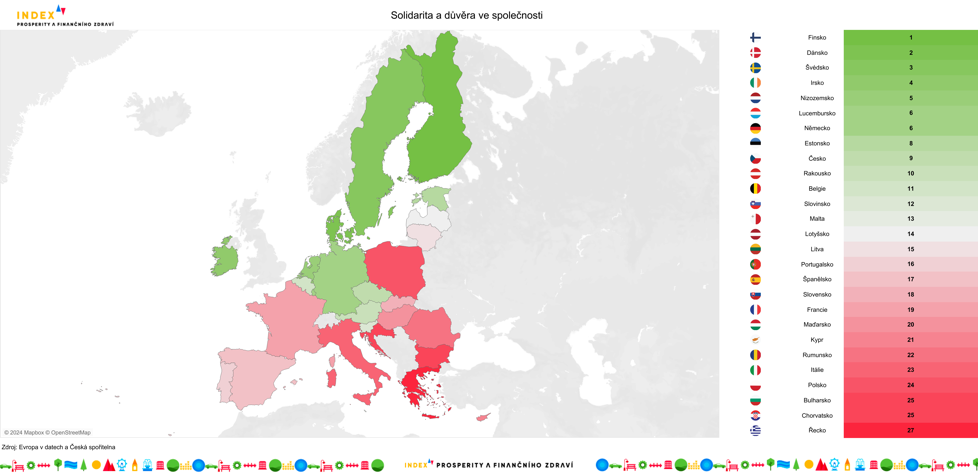 INDEX
PROSPERITY A FINANČNÍHO ZDRAVÍ
Solidarita a důvěra ve společnosti
Finsko 1
Dánsko 2
Švédsko 3
Irsko 4
Nizozemsko 5
Lucembursko 6
Německo 6
Estonsko 8
Česko 9
Rakousko 10
Belgie 11
Slovinsko 12
Malta 13
Lotyšsko 14
Litva 15
Portugalsko 16
Španělsko 17
Slovensko 18
Francie 19
Maďarsko 20
Kypr 21
Rumunsko 22
Itálie 23
Polsko 24
Bulharsko 25
Chorvatsko 25
Řecko 27
© 2024 Mapbox © OpenStreetMap
Zdroj: Evropa v datech a Česká spořitelna
INDEX PROSPERITY A FINANČNÍHO ZDRAVÍ